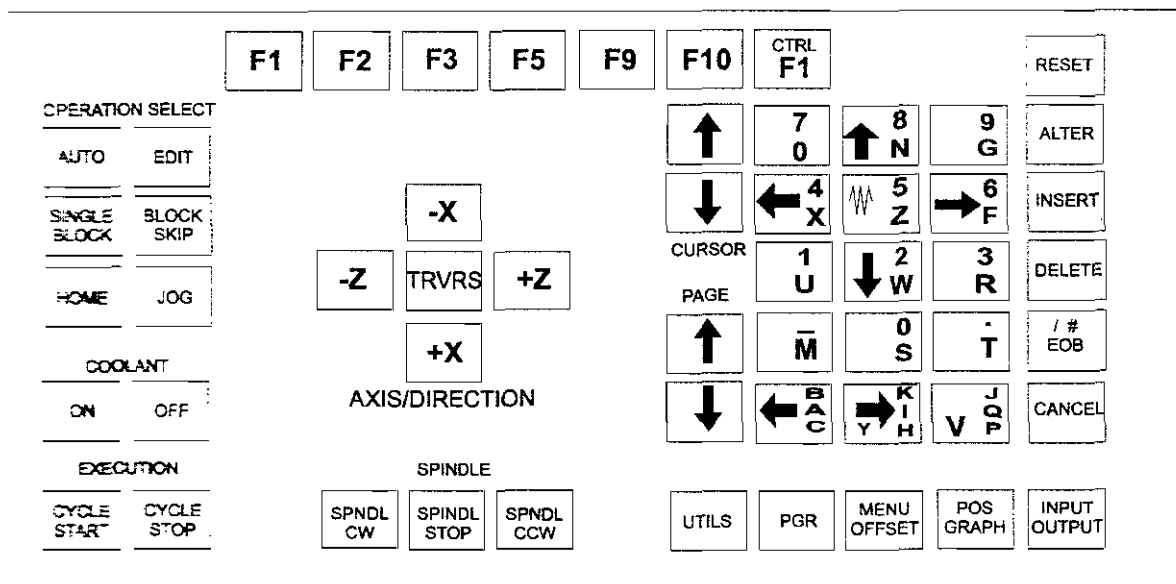 F1 F2 F3 F5 F9 F10 CTRL F1 RESET
OPERATION SELECT
AUTO EDIT
7 O
8 N
9 G
ALTER
SINGLE BLOCK
BLOCK SKIP
-X
4 X
5 Z
6 F
INSERT
HOME JOG
-Z TRVRS +Z
CURSOR
1 U
2 W
3 R
DELETE
PAGE
+X
- M
0 S
. T
/ # EOB
COOLANT
ON OFF
AXIS/DIRECTION
B A C
Y K I H
V J Q P
CANCEL
EXECUTION
SPINDLE
CYCLE START
CYCLE STOP
SPNDL CW
SPINDL STOP
SPNDL CCW
UTILS
PGR
MENU OFFSET
POS GRAPH
INPUT OUTPUT